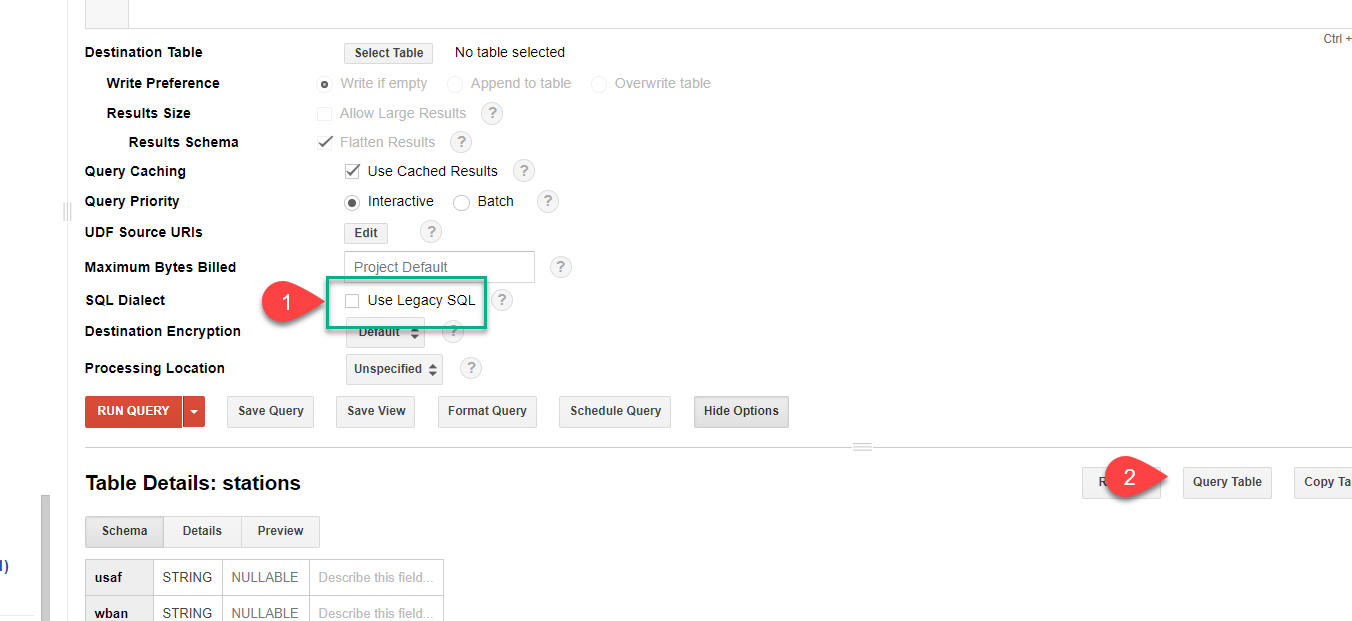 Ctrl +
Destination Table Select Table No table selected
Write Preference Write if empty Append to table Overwrite table
Results Size Allow Large Results ?
Results Schema Flatten Results ?
Query Caching Use Cached Results ?
Query Priority Interactive Batch ?
UDF Source URIs Edit ?
Maximum Bytes Billed Project Default ?
SQL Dialect 1 Use Legacy SQL ?
Destination Encryption Default ?
Processing Location Unspecified ?
RUN QUERY Save Query Save View Format Query Schedule Query Hide Options
Table Details: stations 2 Query Table Copy Ta
Schema Details Preview
usaf STRING NULLABLE Describe this field...
wban STRING NULLABLE Describe this field...